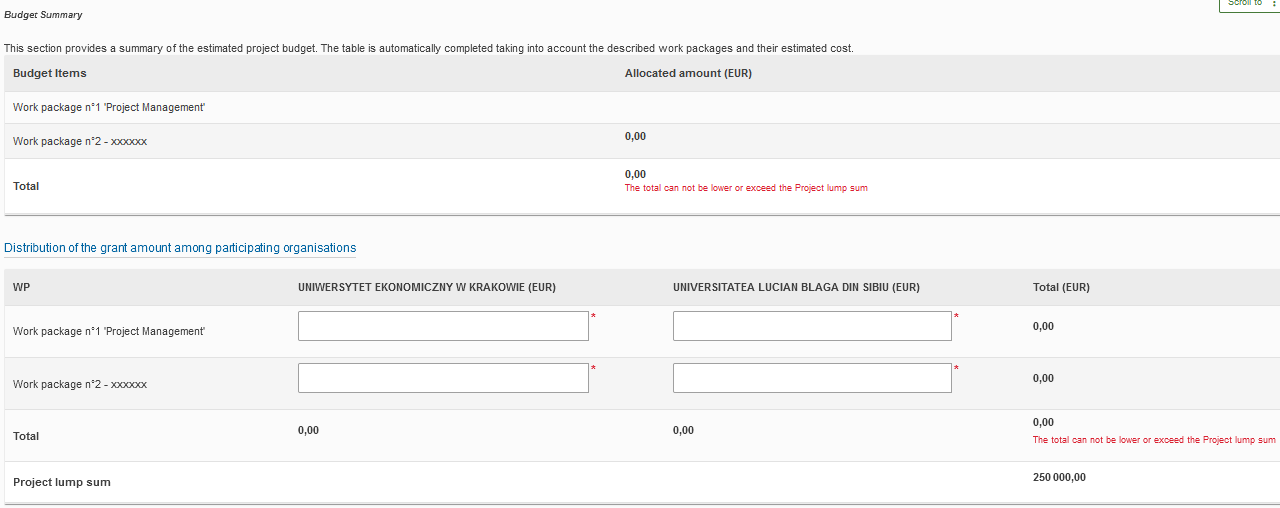 Scroll to
Budget Summary
This section provides a summary of the estimated project budget. The table is automatically completed taking into account the described work packages and their estimated cost.
Budget Items Allocated amount (EUR)
Work package n°1 'Project Management'
Work package n°2 - xxxxxx 0,00
Total 0,00
The total can not be lower or exceed the Project lump sum
Distribution of the grant amount among participating organisations
WP UNIWERSYTET EKONOMICZNY W KRAKOWIE (EUR) UNIVERSITATEA LUCIAN BLAGA DIN SIBIU (EUR) Total (EUR)
Work package n°1 'Project Management' * * 0,00
Work package n°2 - xxxxxx * * 0,00
Total 0,00 0,00 0,00
The total can not be lower or exceed the Project lump sum
Project lump sum 250 000,00